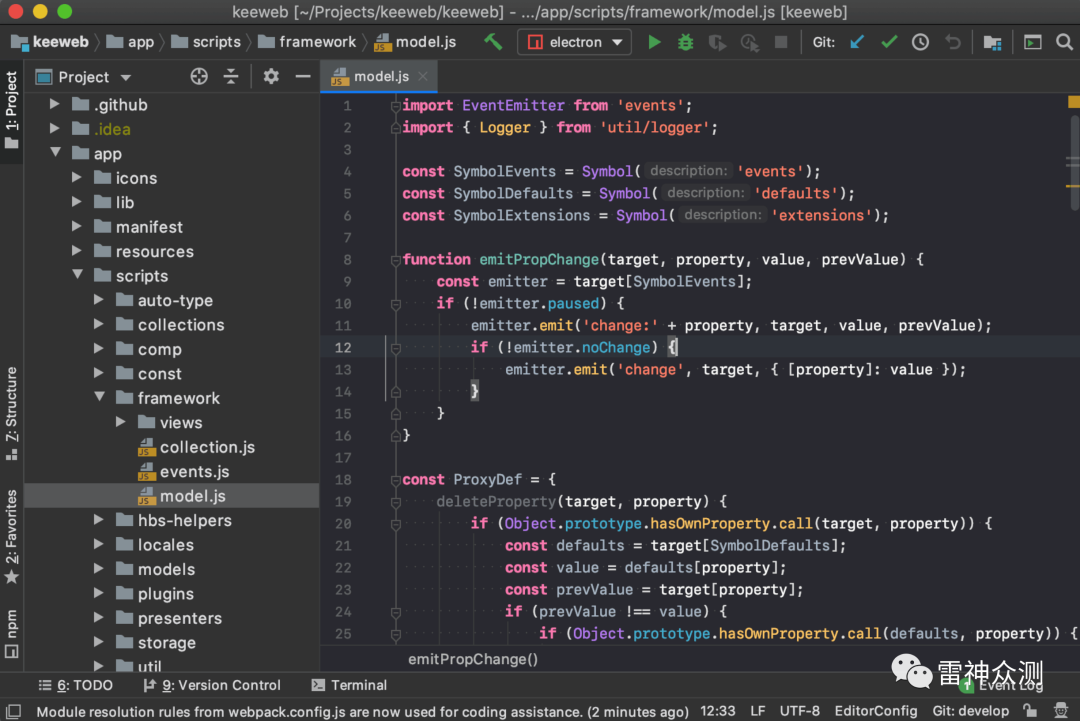 keeweb [~/Projects/keeweb/keeweb] - .../app/scripts/framework/model.js [keeweb]
keeweb app scripts framework model.js electron Git:
1: Project
Z: Structure
2: Favorites
npm
Project
.github
.idea
app
icons
lib
manifest
resources
scripts
auto-type
collections
comp
const
framework
views
JS collection.js
JS events.js
JS model.js
hbs-helpers
locales
models
plugins
presenters
storage
util
JS model.js
1 import EventEmitter from 'events';
2 import { Logger } from 'util/logger';
3
4 const SymbolEvents = Symbol( description: 'events');
5 const SymbolDefaults = Symbol( description: 'defaults');
6 const SymbolExtensions = Symbol( description: 'extensions');
7
8 function emitPropChange(target, property, value, prevValue) {
9 const emitter = target[SymbolEvents];
10 if (!emitter.paused) {
11 emitter.emit('change:' + property, target, value, prevValue);
12 if (!emitter.noChange) {
13 emitter.emit('change', target, { [property]: value });
14 }
15 }
16 }
17
18 const ProxyDef = {
19 deleteProperty(target, property) {
20 if (Object.prototype.hasOwnProperty.call(target, property)) {
21 const defaults = target[SymbolDefaults];
22 const value = defaults[property];
23 const prevValue = target[property];
24 if (prevValue !== value) {
25 if (Object.prototype.hasOwnProperty.call(defaults, property)) {
emitPropChange()
雷神众测
6: TODO 9: Version Control Terminal 1 Event Log
Module resolution rules from webpack.config.js are now used for coding assistance. (2 minutes ago) 12:33 LF UTF-8 EditorConfig Git: develop